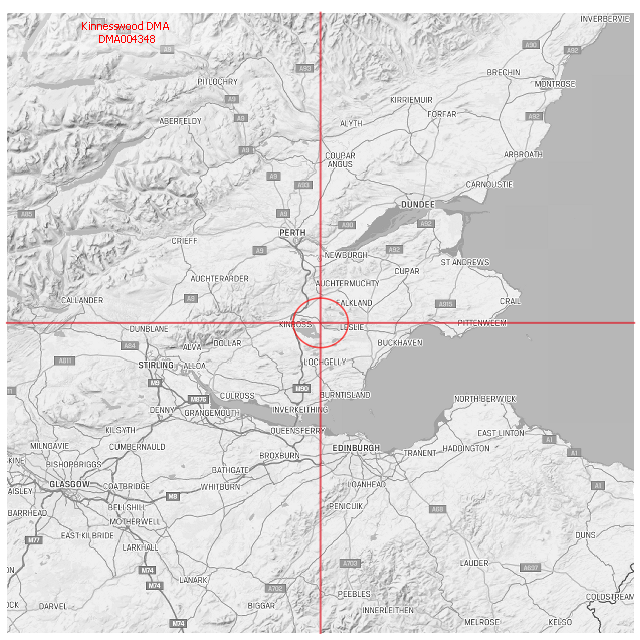 Kinnesswood DMA
DMA004348
INVERBERVIE
A9
A90
A92
A93
BRECHIN
PITLOCHRY
MONTROSE
A9
KIRRIEMUIR
FORFAR
A92
A9
ABERFELDY
ALYTH
A9
COUPAR
ANGUS
ARBROATH
A9
A93
CARNOUSTIE
DUNDEE
A85
A9
A90
A92
PERTH
CRIEFF
A9
A92
NEWBURGH
ST ANDREWS
CUPAR
AUCHTERARDER
AUCHTERMUCHTY
CALLANDER
A9
FALKLAND
A915
CRAIL
DUNBLANE
KINROSS
LESLIE
PITTENWEEM
A84
ALVA
DOLLAR
BUCKHAVEN
A811
STIRLING
ALLOA
LOCHGELLY
M9
M90
CULROSS
BURNTISLAND
M876
NORTH BERWICK
DENNY
GRANGEMOUTH
INVERKEITHING
KILSYTH
QUEENSFERRY
EAST LINTON
A1
MILNGAVIE
CUMBERNAULD
EDINBURGH
HADDINGTON
TRANENT
A1
KINE
BISHOPBRIGGS
BROXBURN
BATHGATE
GLASGOW
COATBRIDGE
WHITBURN
LOANHEAD
A1
AISLEY
M8
BARRHEAD
BELLSHILL
PENICUIK
A68
MOTHERWELL
M77
EAST KILBRIDE
DUNS
LARKHALL
A703
LAUDER
A697
ON
M74
LANARK
M74
A702
PEEBLES
COLDSTREAM
OCK
DARVEL
BIGGAR
INNERLEITHEN
M74
MELROSE
KELSO